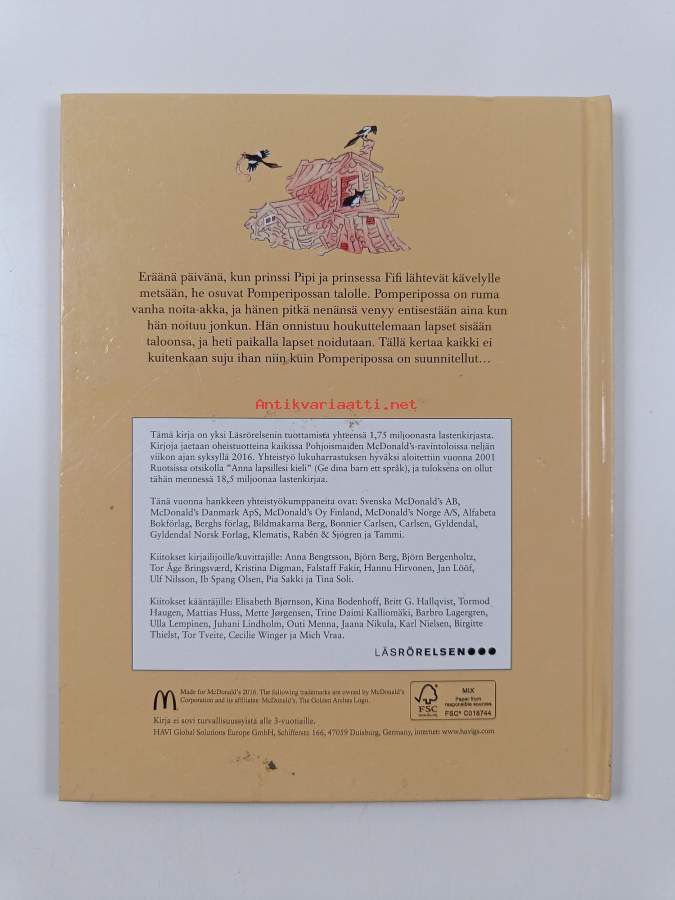 Eräänä päivänä, kun prinssi Pipi ja prinsessa Fifi lähtevät kävelylle
metsään, he osuvat Pomperipossan talolle. Pomperipossa on ruma
vanha noita-akka, ja hänen pitkä nenänsä venyy entisestään aina kun
hän noituu jonkun. Hän onnistuu houkuttelemaan lapset sisään
taloonsa, ja heti paikalla lapset noidutaan. Tällä kertaa kaikki ei
kuitenkaan suju ihan niin kuin Pomperipossa on suunnitellut…
Antikvariaatti.net
Tämä kirja on yksi Läsrörelsenin tuottamista yhteensä 1,75 miljoonasta lastenkirjasta.
Kirjoja jaetaan oheistuotteina kaikissa Pohjoismaiden McDonald's-ravintoloissa neljän
viikon ajan syksyllä 2016. Yhteistyö lukuharrastuksen hyväksi aloitettiin vuonna 2001
Ruotsissa otsikolla "Anna lapsillesi kieli" (Ge dina barn ett språk), ja tuloksena on ollut
tähän mennessä 18,5 miljoonaa lastenkirjaa.
Tänä vuonna hankkeen yhteistyökumppaneita ovat: Svenska McDonald's AB,
McDonald's Danmark ApS, McDonald's Oy Finland, McDonald's Norge A/S, Alfabeta
Bokförlag, Berghs förlag, Bildmakarna Berg, Bonnier Carlsen, Carlsen, Gyldendal,
Gyldendal Norsk Forlag, Klematis, Rabén & Sjögren ja Tammi.
Kiitokset kirjailijoille/kuvittajille: Anna Bengtsson, Björn Berg, Björn Bergenholtz,
Tor Åge Bringsværd, Kristina Digman, Falstaff Fakir, Hannu Hirvonen, Jan Lööf,
Ulf Nilsson, Ib Spang Olsen, Pia Sakki ja Tina Soli.
Kiitokset kääntäjille: Elisabeth Bjørnson, Kina Bodenhoff, Britt G. Hallqvist, Tormod
Haugen, Mattias Huss, Mette Jørgensen, Trine Daimi Kalliomäki, Barbro Lagergren,
Ulla Lempinen, Juhani Lindholm, Outi Menna, Jaana Nikula, Karl Nielsen, Birgitte
Thielst, Tor Tveite, Cecilie Winger ja Mich Vraa.
LÄSRÖRELSEN
Made for McDonald's 2016. The following trademarks are owned by McDonald's
Corporation and its affiliates: McDonald's, The Golden Arches Logo.
FSC
MIX
Paper from
responsible sources
FSC® C018744
Kirja ei sovi turvallisuussyistä alle 3-vuotiaille.
HAVI Global Solutions Europe GmbH, Schifferstr. 166, 47059 Duisburg, Germany, internet: www.havigs.com